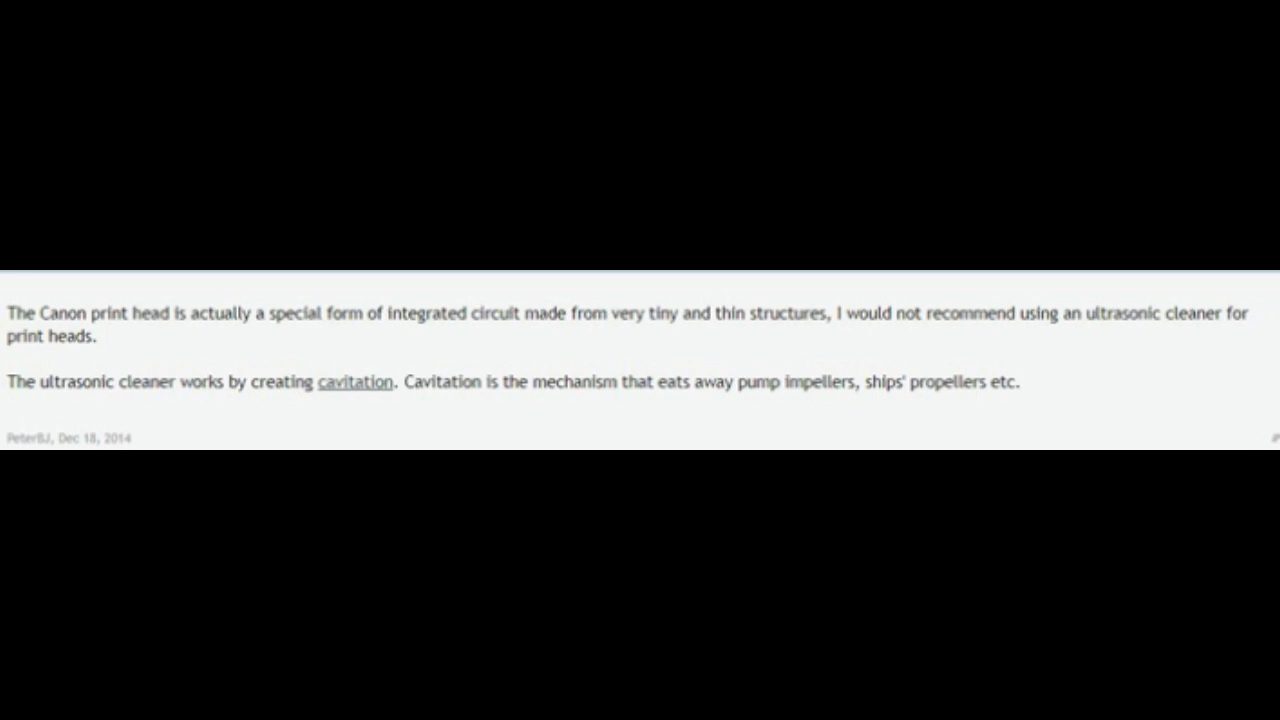 The Canon print head is actually a special form of integrated circuit made from very tiny and thin structures, I would not recommend using an ultrasonic cleaner for
print heads.
The ultrasonic cleaner works by creating cavitation. Cavitation is the mechanism that eats away pump impellers, ships' propellers etc.
PeterBJ, Dec 18, 2014